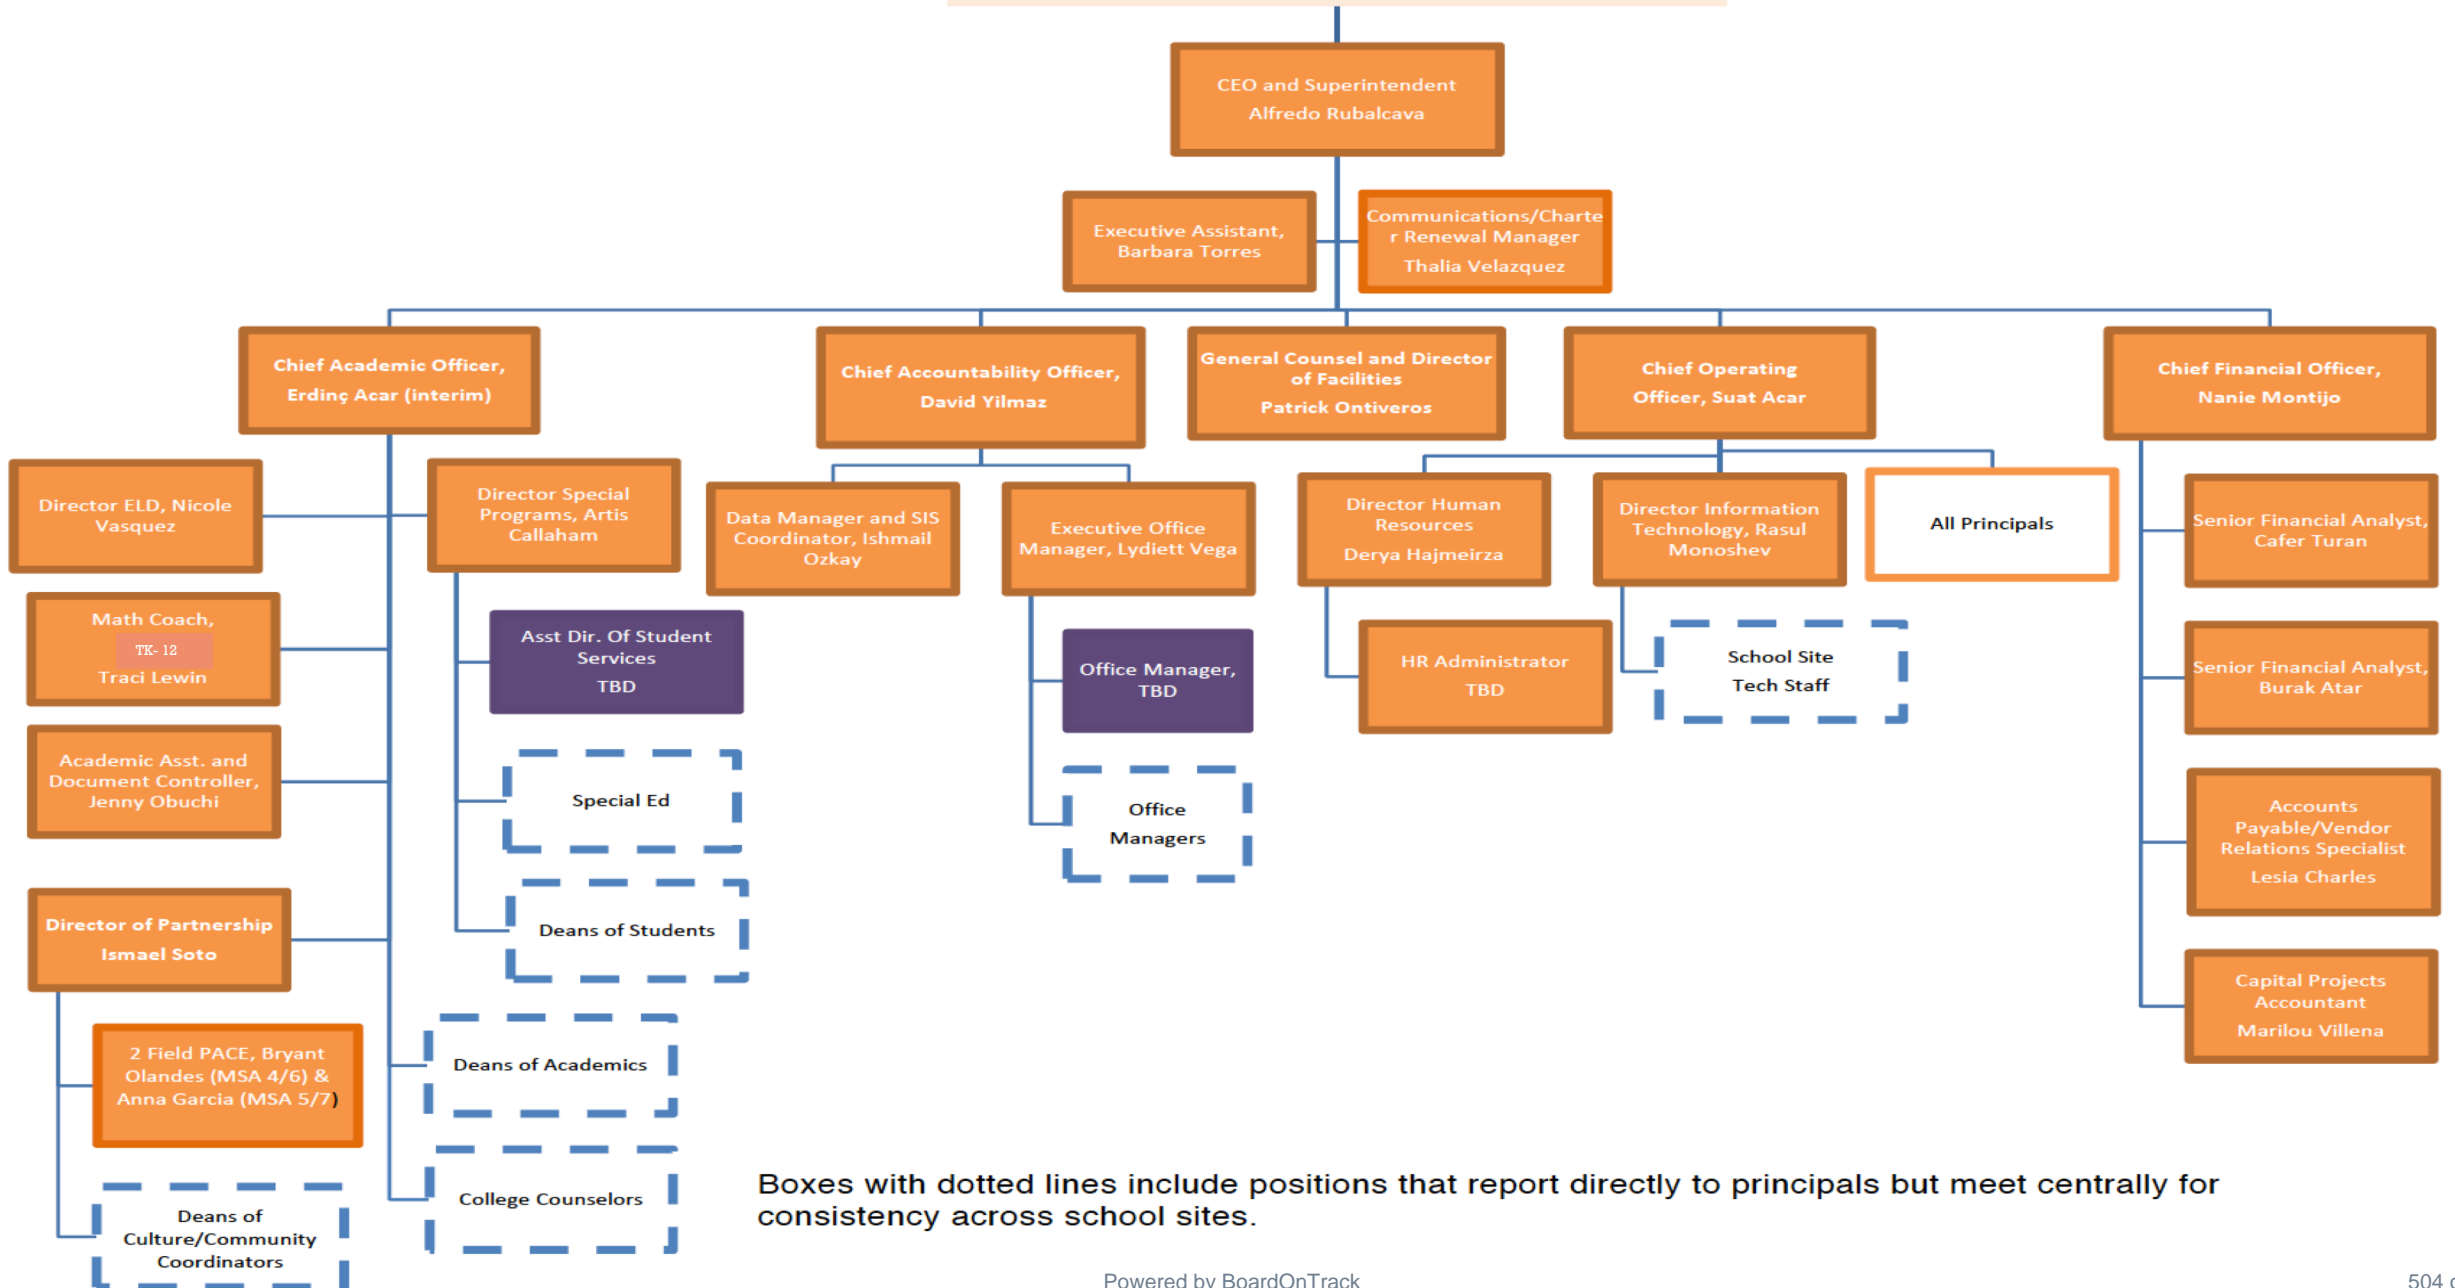 CEO and Superintendent
Alfredo Rubalcava
Executive Assistant,
Barbara Torres
Communications/Charte
r Renewal Manager
Thalia Velazquez
Chief Academic Officer,
Erdinç Acar (interim)
Chief Accountability Officer,
David Yilmaz
General Counsel and Director
of Facilities
Patrick Ontiveros
Chief Operating
Officer, Suat Acar
Chief Financial Officer,
Nanie Montijo
Director ELD, Nicole
Vasquez
Director Special
Programs, Artis
Callaham
Data Manager and SIS
Coordinator, Ishmail
Ozkay
Executive Office
Manager, Lydiett Vega
Director Human
Resources
Derya Hajmeirza
Director Information
Technology, Rasul
Monoshev
All Principals
Senior Financial Analyst,
Cafer Turan
Math Coach,
TK- 12
Traci Lewin
Asst Dir. Of Student
Services
TBD
Office Manager,
TBD
HR Administrator
TBD
School Site
Tech Staff
Senior Financial Analyst,
Burak Atar
Academic Asst. and
Document Controller,
Jenny Obuchi
Special Ed
Office
Managers
Accounts
Payable/Vendor
Relations Specialist
Lesia Charles
Director of Partnership
Ismael Soto
Deans of Students
Capital Projects
Accountant
Marilou Villena
2 Field PACE, Bryant
Olandes (MSA 4/6) &
Anna Garcia (MSA 5/7)
Deans of Academics
College Counselors
Deans of
Culture/Community
Coordinators
Boxes with dotted lines include positions that report directly to principals but meet centrally for
consistency across school sites.
Powered by BoardOnTrack
504 o